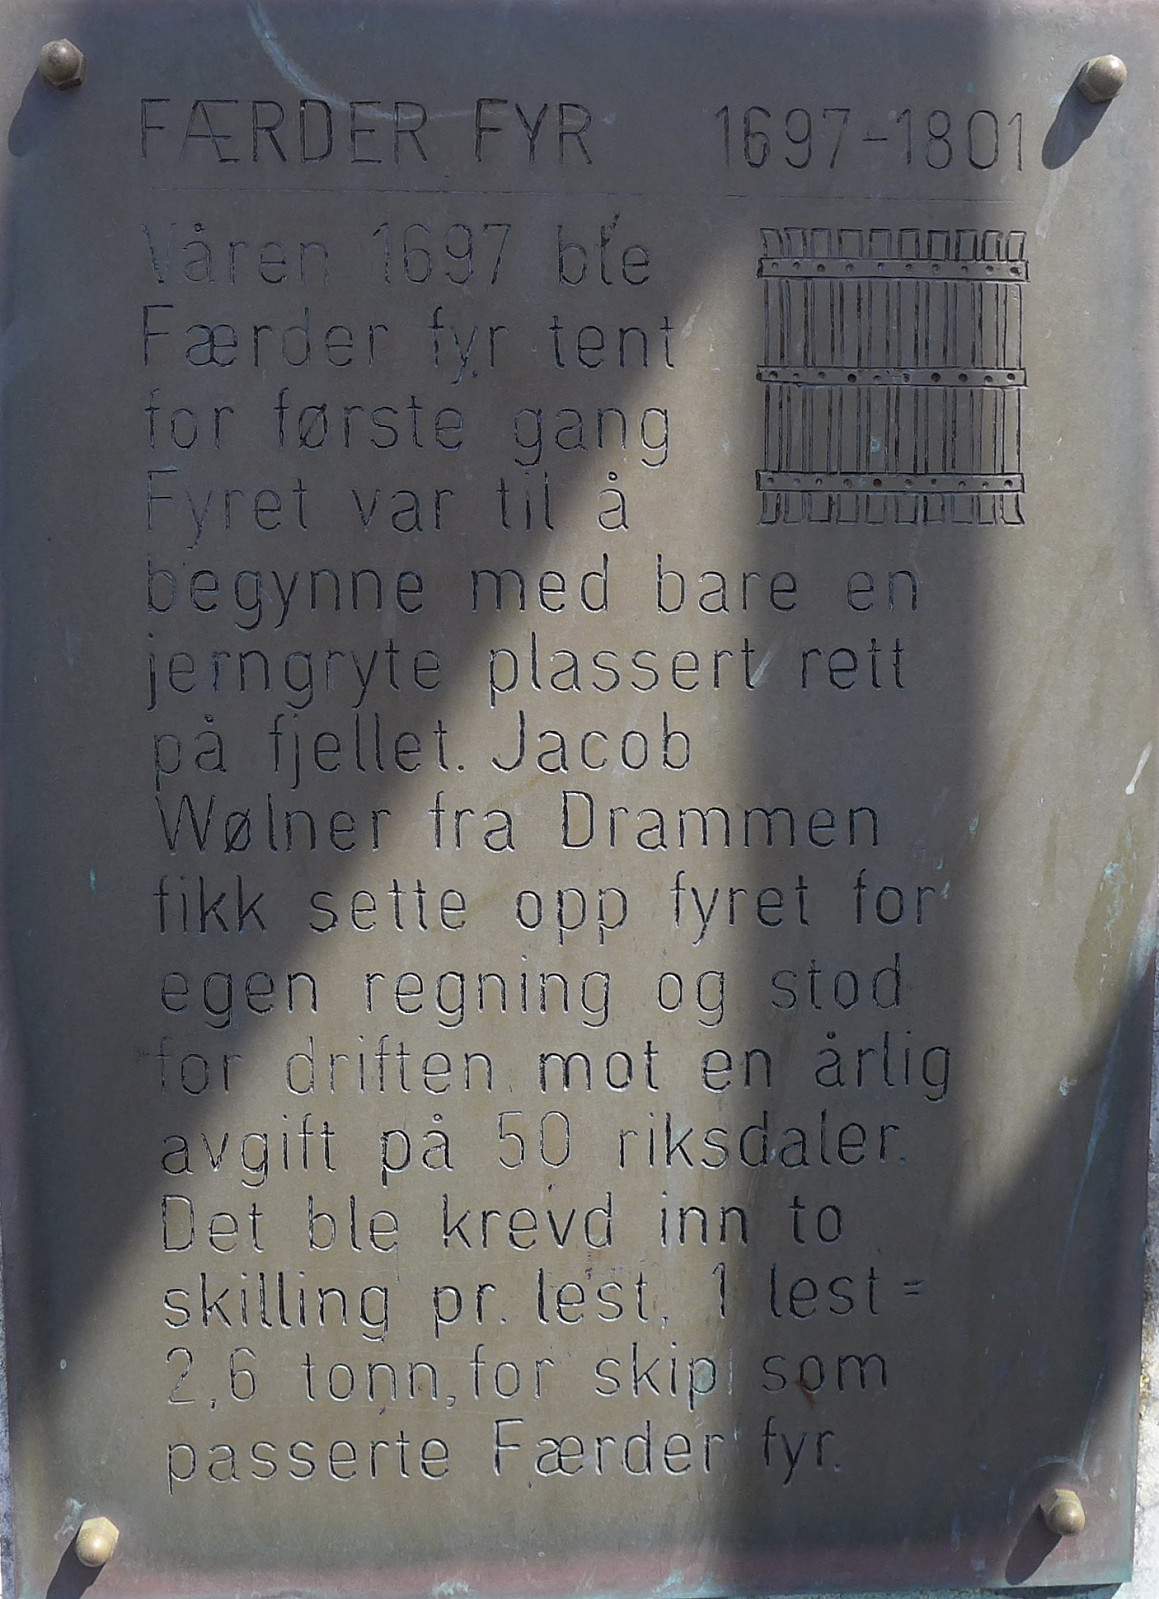 FÆRDER FYR 1697-1801
Våren 1697 ble
Færder fyr tent
for første gang
Fyret var til å
begynne med bare en
jerngryte plassert rett
på fjellet. Jacob
Wølner fra Drammen
fikk sette opp fyret for
egen regning og stod
for driften mot en årlig
avgift på 50 riksdaler.
Det ble krevd inn to
skilling pr. lest, 1 lest =
2,6 tonn, for skip som
passerte Færder fyr.